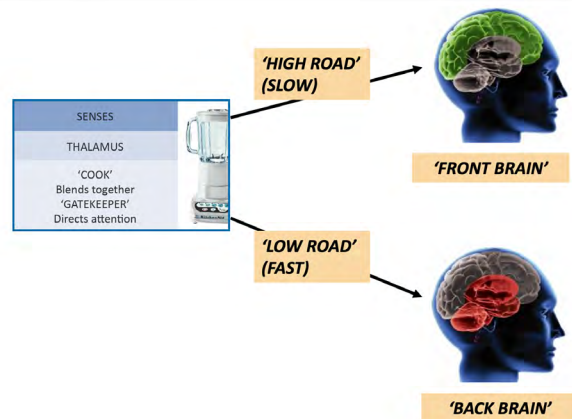 SENSES
THALAMUS
‘COOK’
Blends together
‘GATEKEEPER’
Directs attention
‘HIGH ROAD’
(SLOW)
‘FRONT BRAIN’
‘LOW ROAD’
(FAST)
‘BACK BRAIN’